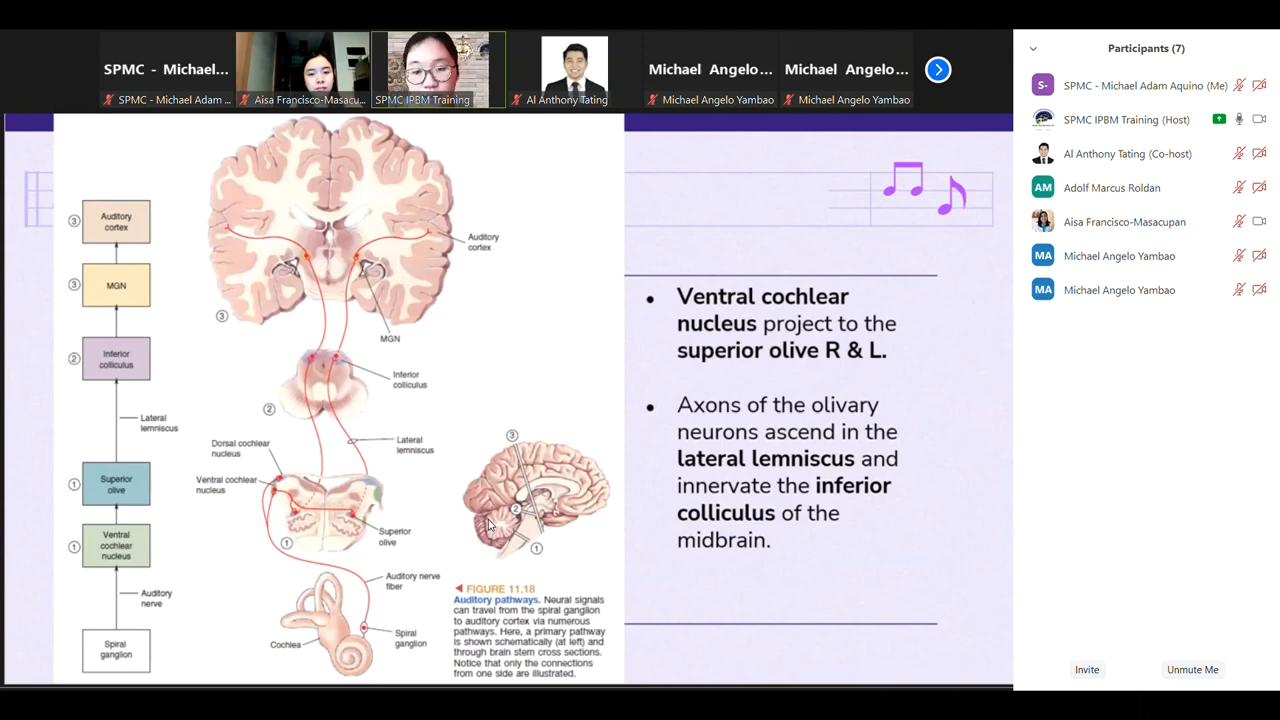 SPMC - Michael...
SPMC - Michael Adam ...
Aisa Francisco-Masacu...
SPMC IPBM Training
Al Anthony Tating
Michael Angelo...
Michael Angelo Yambao
Michael Angelo...
Michael Angelo Yambao
Participants (7)
S-
SPMC - Michael Adam Aquino (Me)
SPMC IPBM Training (Host)
Al Anthony Tating (Co-host)
AM
Adolf Marcus Roldan
Aisa Francisco-Masacupan
MA
Michael Angelo Yambao
MA
Michael Angelo Yambao
Invite
Unmute Me
3
Auditory
cortex
3
MGN
2
Inferior
colliculus
Lateral
lemniscus
1
Superior
olive
1
Ventral
cochlear
nucleus
Auditory
nerve
Spiral
ganglion
Auditory
cortex
3
MGN
Inferior
colliculus
2
Dorsal cochlear
nucleus
Lateral
lemniscus
Ventral cochlear
nucleus
Superior
olive
1
Auditory nerve
fiber
Spiral
ganglion
Cochlea
3
2
1
◄ FIGURE 11.18
Auditory pathways. Neural signals
can travel from the spiral ganglion
to auditory cortex via numerous
pathways. Here, a primary pathway
is shown schematically (at left) and
through brain stem cross sections.
Notice that only the connections
from one side are illustrated.
• Ventral cochlear
nucleus project to the
superior olive R & L.
• Axons of the olivary
neurons ascend in the
lateral lemniscus and
innervate the inferior
colliculus of the
midbrain.